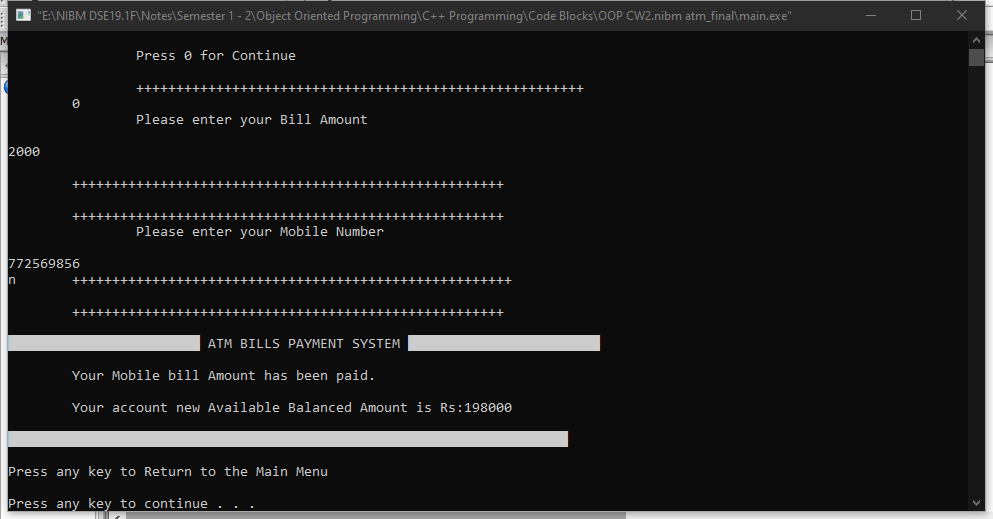 "E:\NIBM DSE19.1F\Notes\Semester 1 - 2\Object Oriented Programming\C++ Programming\Code Blocks\OOP CW2.nibm atm_final\main.exe"
Press 0 for Continue
++++++++++++++++++++++++++++++++++++++++++++++++++++++++
0
Please enter your Bill Amount
2000
++++++++++++++++++++++++++++++++++++++++++++++++++++++
++++++++++++++++++++++++++++++++++++++++++++++++++++++
Please enter your Mobile Number
772569856
n +++++++++++++++++++++++++++++++++++++++++++++++++++++++
++++++++++++++++++++++++++++++++++++++++++++++++++++++
ATM BILLS PAYMENT SYSTEM
Your Mobile bill Amount has been paid.
Your account new Available Balanced Amount is Rs:198000
Press any key to Return to the Main Menu
Press any key to continue . . .